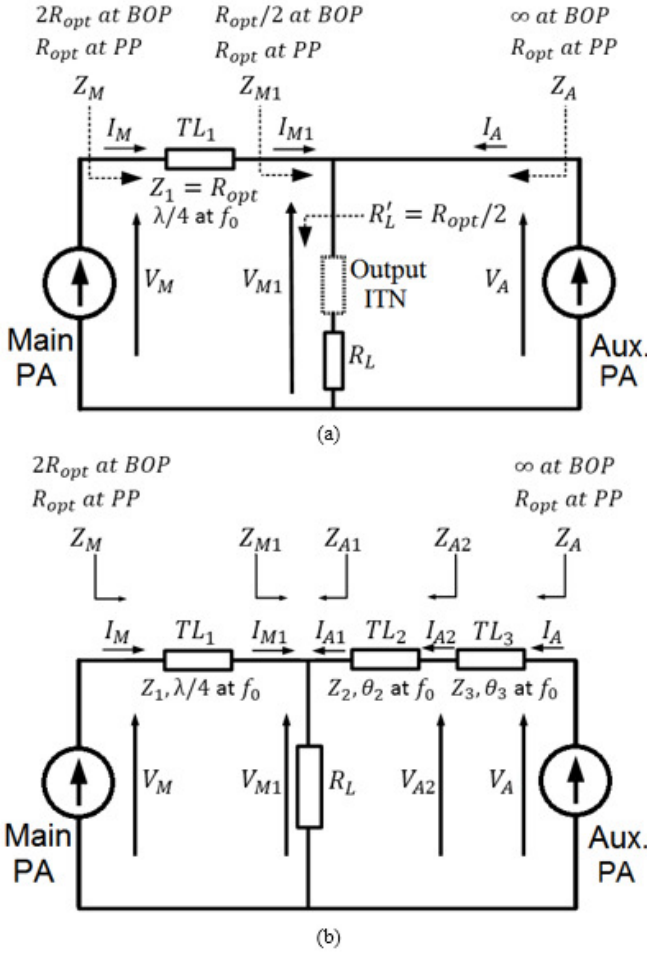 2R_opt at BOP
R_opt at PP
Z_M
R_opt/2 at BOP
R_opt at PP
Z_M1
∞ at BOP
R_opt at PP
Z_A
I_M TL_1 I_M1 I_A
Z_1 = R_opt
λ/4 at f_0
R'_L = R_opt/2
Output
ITN
V_M V_M1 V_A
Main
PA
R_L
Aux.
PA
(a)
2R_opt at BOP
R_opt at PP
∞ at BOP
R_opt at PP
Z_M Z_M1 Z_A1 Z_A2 Z_A
I_M TL_1 I_M1 I_A1 TL_2 I_A2 TL_3 I_A
Z_1, λ/4 at f_0 Z_2, θ_2 at f_0 Z_3, θ_3 at f_0
V_M V_M1 R_L V_A2 V_A
Main
PA
Aux.
PA
(b)